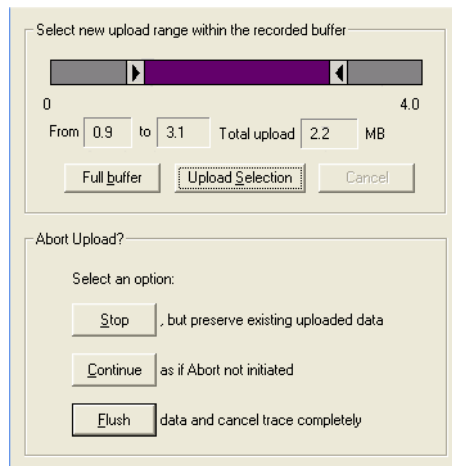 Select new upload range within the recorded buffer
0 4.0
From 0.9 to 3.1 Total upload 2.2 MB
Full buffer Upload Selection Cancel
Abort Upload?
Select an option:
Stop , but preserve existing uploaded data
Continue as if Abort not initiated
Flush data and cancel trace completely